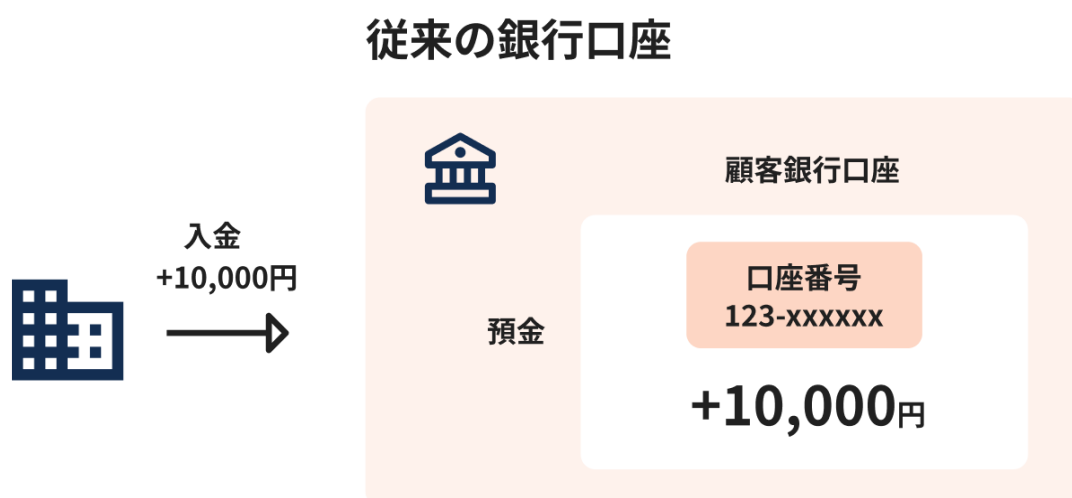 従来の銀行口座
顧客銀行口座
入金
+10,000円
口座番号
123-xxxxxx
預金
+10,000円